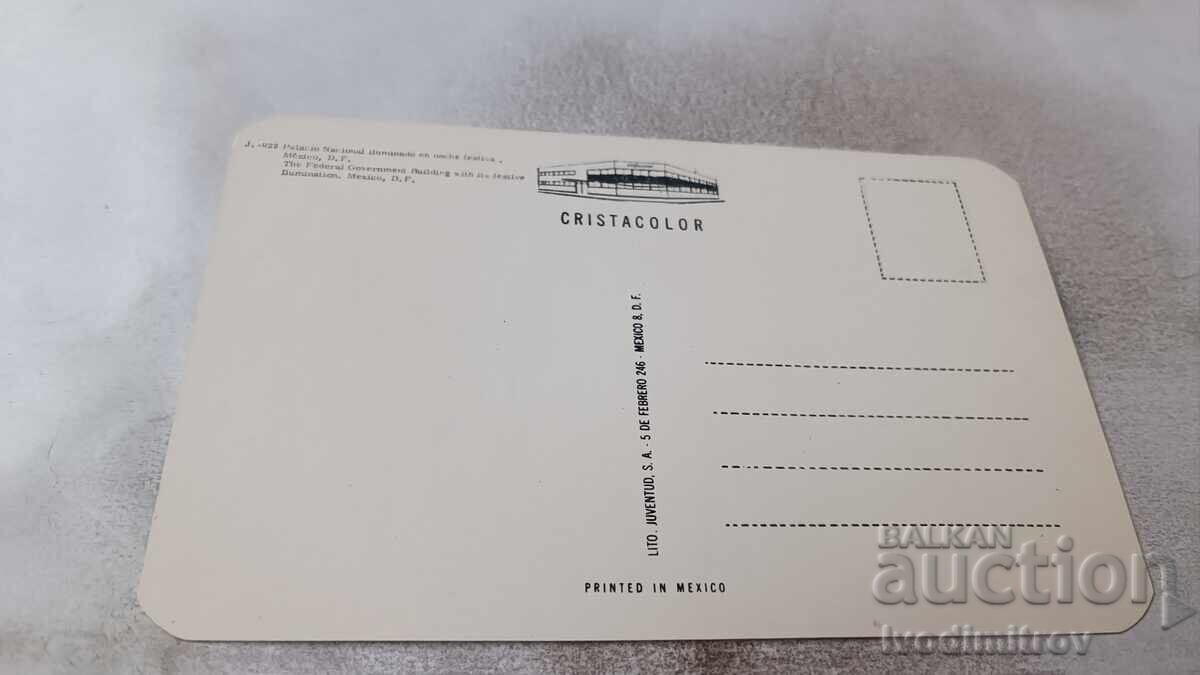 J. -022 Palacio Nacional iluminado en noche festiva.
México, D. F.
The Federal Government Building with its festive
illumination. Mexico, D. F.
CRISTACOLOR
LITO. JUVENTUD, S. A. - 5 DE FEBRERO 246 - MEXICO 8, D. F.
PRINTED IN MEXICO
BALKAN
auction
Ivodimitrov